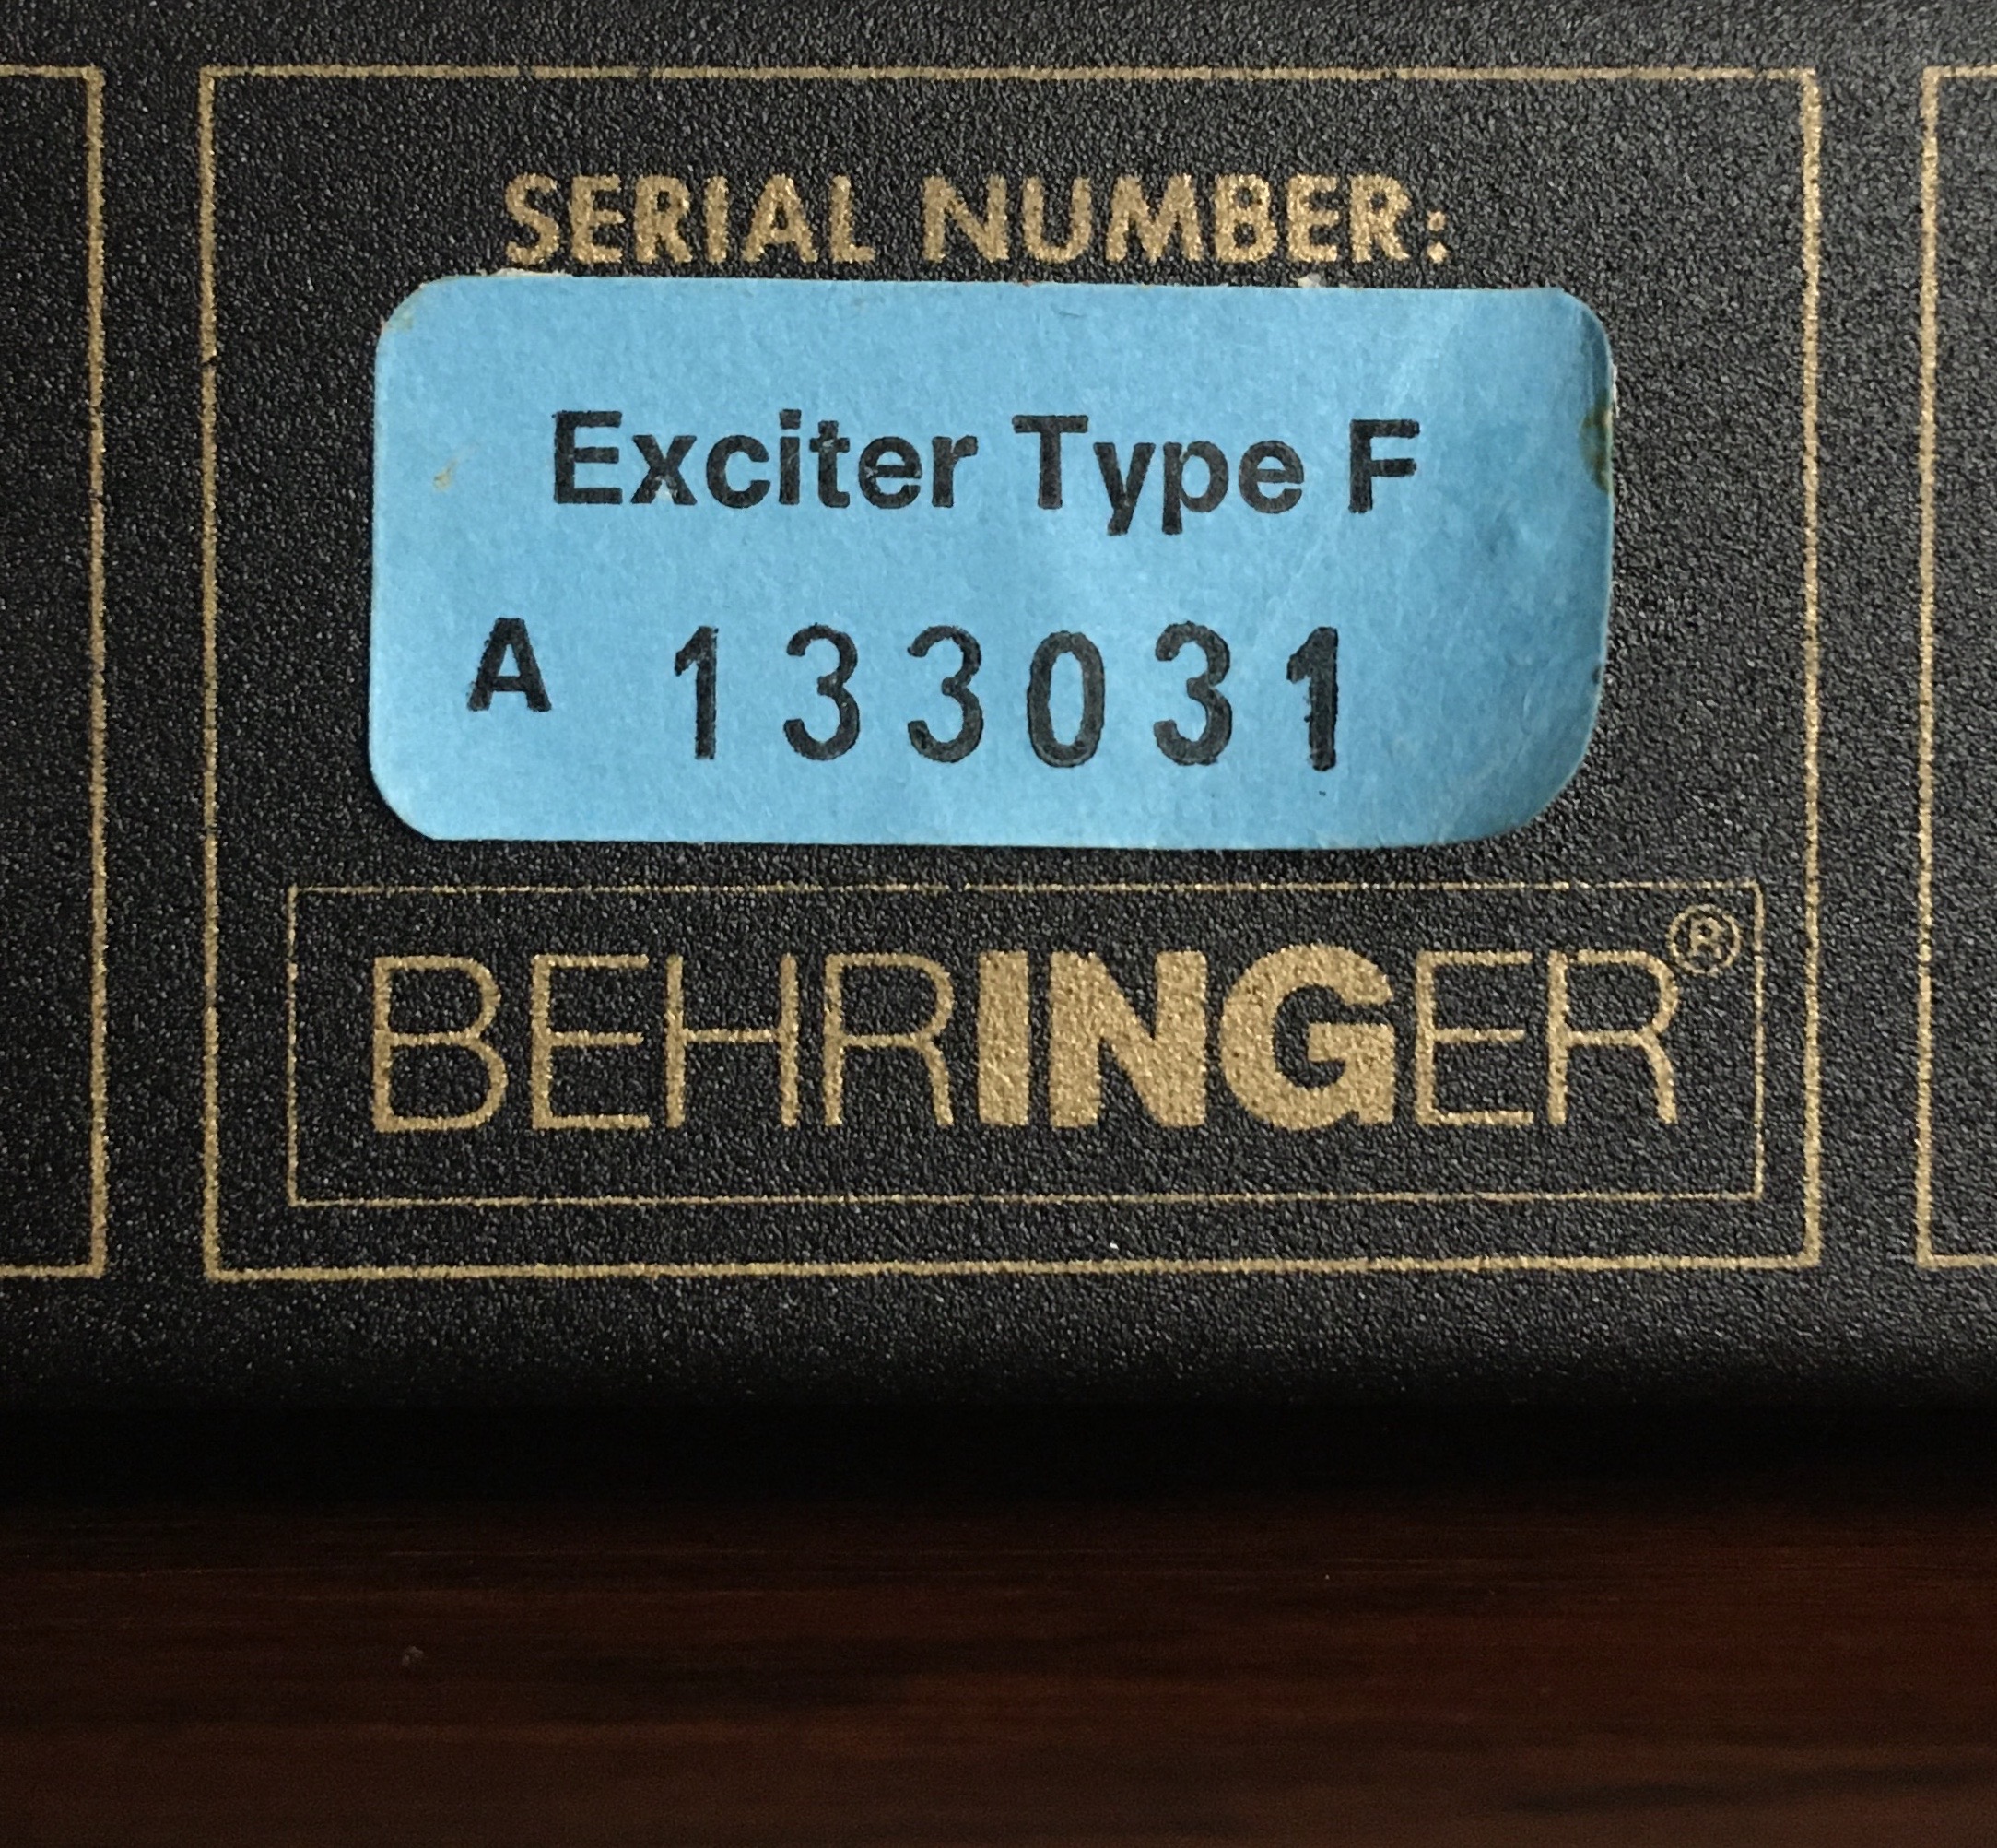 SERIAL NUMBER:
Exciter Type F
A 133031
BEHRINGER®